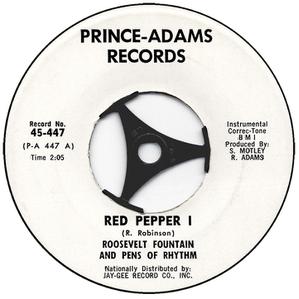 PRINCE-ADAMS
RECORDS
Record No.
45-447
(P-A 447 A)
Time 2:05
Instrumental
Correc-Tone
B M I
Produced By:
S. MOTLEY
R. ADAMS
RED PEPPER I
(R. Robinson)
ROOSEVELT FOUNTAIN
AND PENS OF RHYTHM
Nationally Distributed by:
JAY-GEE RECORD CO., INC.